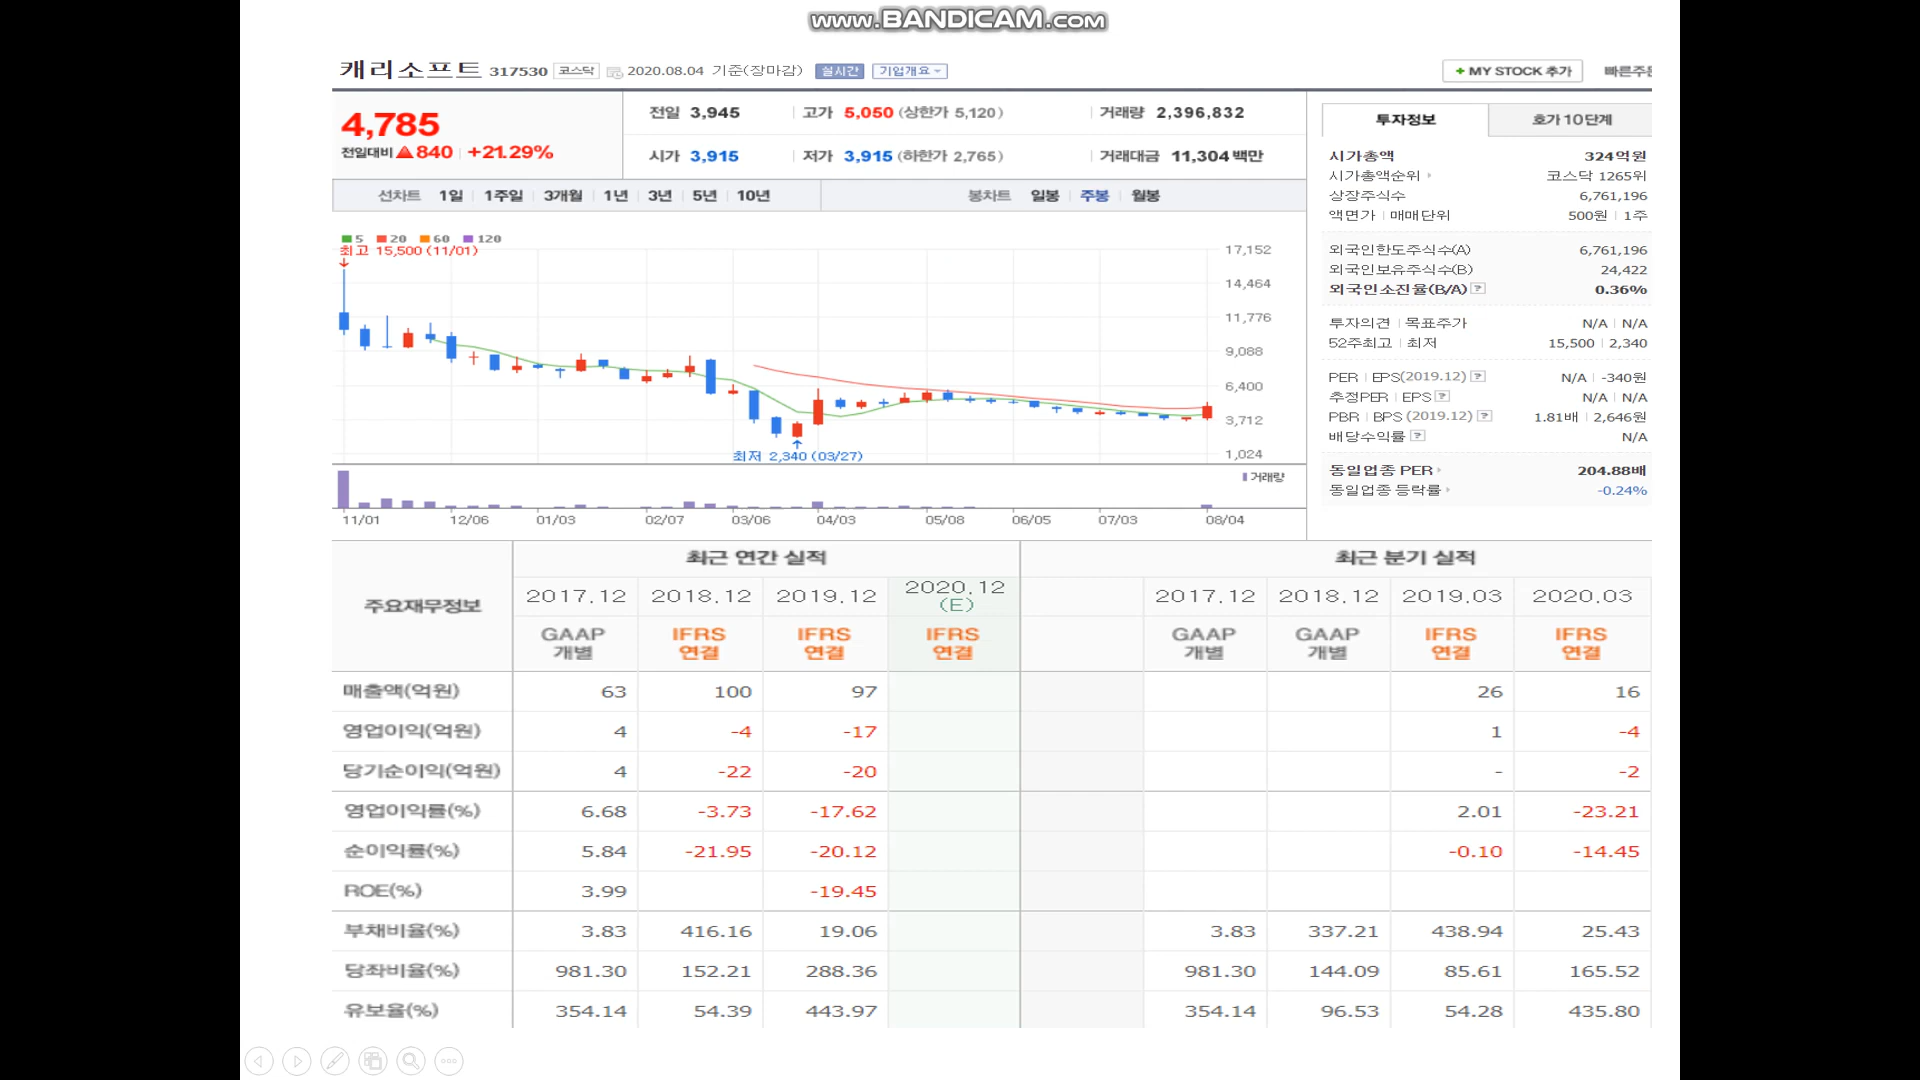 www.BANDICAM.com
캐리소프트 317530 코스닥 2020.08.04 기준(장마감) 실시간 기업개요
+ MY STOCK 추가 빠른주문
4,785
전일대비 ▲840 +21.29%
전일 3,945 고가 5,050 (상한가 5,120) 거래량 2,396,832
시가 3,915 저가 3,915 (하한가 2,765) 거래대금 11,304 백만
선차트 1일 1주일 3개월 1년 3년 5년 10년 봉차트 일봉 주봉 월봉
5 20 60 120
최고 15,500 (11/01)
17,152
14,464
11,776
9,088
6,400
3,712
1,024
최저 2,340 (03/27)
거래량
11/01 12/06 01/03 02/07 03/06 04/03 05/08 06/05 07/03 08/04
투자정보 호가 10단계
시가총액 324억원
시가총액순위 코스닥 1265위
상장주식수 6,761,196
액면가 매매단위 500원 1주
외국인한도주식수(A) 6,761,196
외국인보유주식수(B) 24,422
외국인소진율(B/A) ? 0.36%
투자의견 목표주가 N/A N/A
52주최고 최저 15,500 2,340
PER EPS(2019.12) ? N/A -340원
추정PER EPS ? N/A N/A
PBR BPS (2019.12) ? 1.81배 2,646원
배당수익률 ? N/A
동일업종 PER 204.88배
동일업종 등락률 -0.24%
주요재무정보 최근 연간 실적 최근 분기 실적
2017.12 2018.12 2019.12 2020.12 (E) 2017.12 2018.12 2019.03 2020.03
GAAP IFRS IFRS IFRS GAAP GAAP IFRS IFRS
개별 연결 연결 연결 개별 개별 연결 연결
매출액(억원) 63 100 97 26 16
영업이익(억원) 4 -4 -17 1 -4
당기순이익(억원) 4 -22 -20 - -2
영업이익률(%) 6.68 -3.73 -17.62 2.01 -23.21
순이익률(%) 5.84 -21.95 -20.12 -0.10 -14.45
ROE(%) 3.99 -19.45
부채비율(%) 3.83 416.16 19.06 3.83 337.21 438.94 25.43
당좌비율(%) 981.30 152.21 288.36 981.30 144.09 85.61 165.52
유보율(%) 354.14 54.39 443.97 354.14 96.53 54.28 435.80